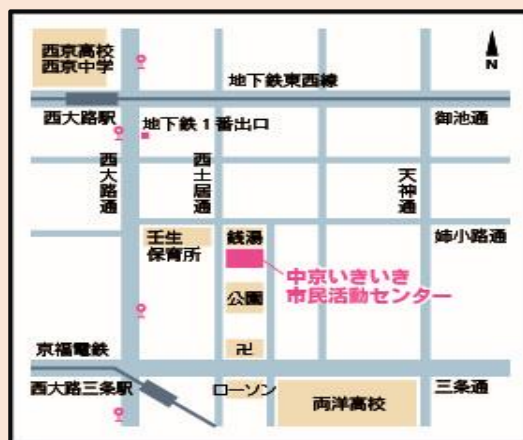 西京高校
西京中学
N
地下鉄東西線
西大路駅
御池通
地下鉄1番出口
西大路通
西土居通
天神通
壬生
保育所
銭湯
姉小路通
中京いきいき
市民活動センター
公園
京福電鉄
卍
西大路三条駅
ローソン
両洋高校
三条通